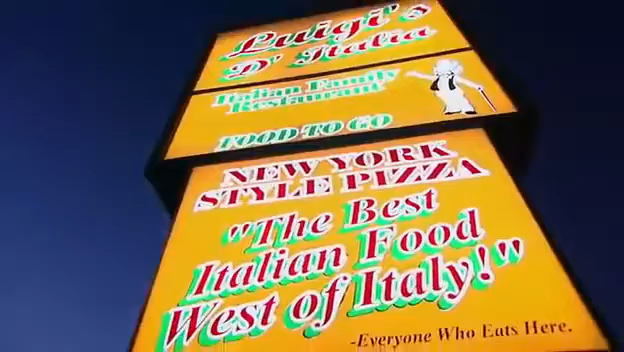 Luigi's
D' Italia
Italian Family
Restaurant
FOOD TO GO
NEW YORK
STYLE PIZZA
"The Best
Italian Food
West of Italy!"
-Everyone Who Eats Here.